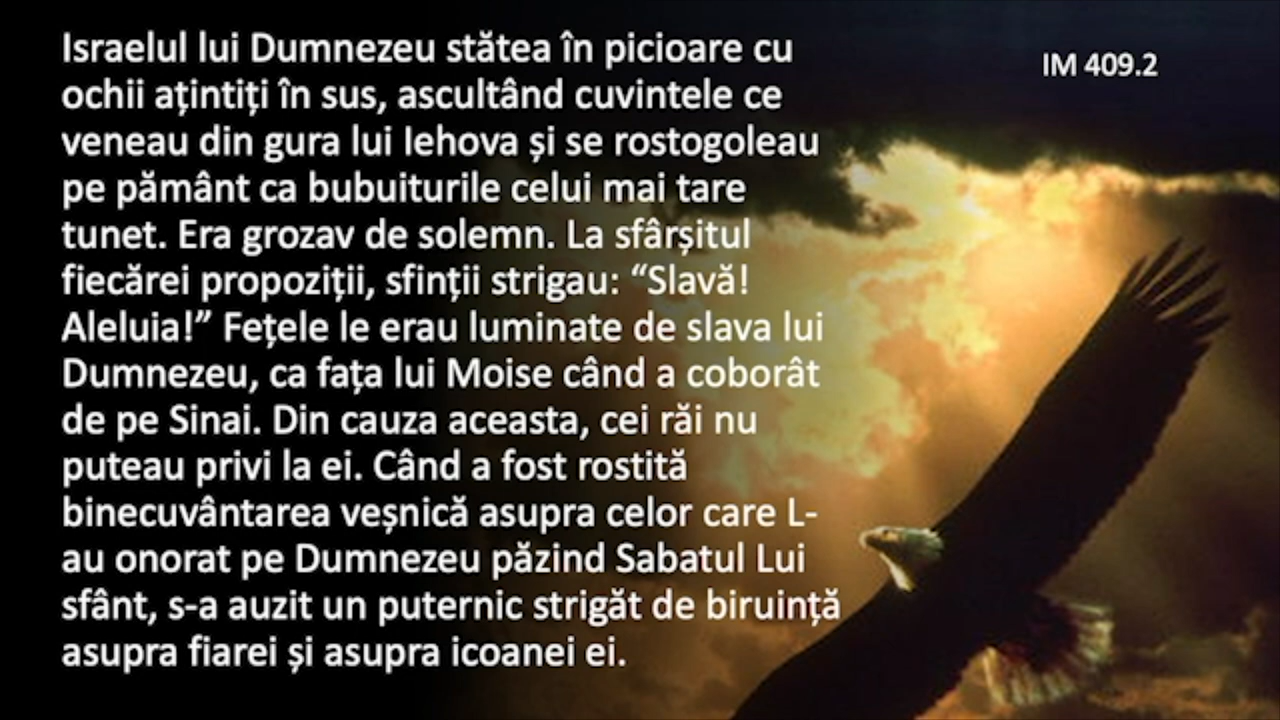 Israelul lui Dumnezeu stătea în picioare cu
IM 409.2
ochii ațintiți în sus, ascultând cuvintele ce
veneau din gura lui Iehova și se rostogoleau
pe pământ ca bubuiturile celui mai tare
tunet. Era grozav de solemn. La sfârșitul
fiecărei propoziții, sfinții strigau: “Slavă!
Aleluia!” Fețele le erau luminate de slava lui
Dumnezeu, ca fața lui Moise când a coborât
de pe Sinai. Din cauza aceasta, cei răi nu
puteau privi la ei. Când a fost rostită
binecuvântarea veșnică asupra celor care L-
au onorat pe Dumnezeu păzind Sabatul Lui
sfânt, s-a auzit un puternic strigăt de biruință
asupra fiarei și asupra icoanei ei.